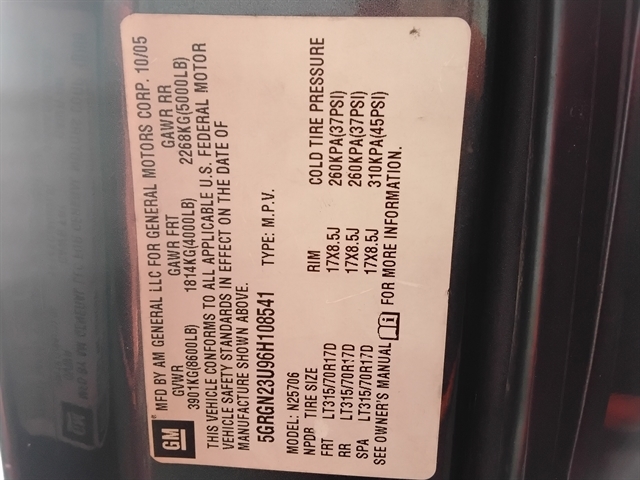 GM
MFD BY AM GENERAL LLC FOR GENERAL MOTORS CORP. 10/05
GVWR GAWR FRT GAWR RR
3901KG(8600LB) 1814KG(4000LB) 2268KG(5000LB)
THIS VEHICLE CONFORMS TO ALL APPLICABLE U.S. FEDERAL MOTOR
VEHICLE SAFETY STANDARDS IN EFFECT ON THE DATE OF
MANUFACTURE SHOWN ABOVE.
5GRGN23U96H108541 TYPE: M.P.V.
MODEL: N25706
NPDR TIRE SIZE RIM COLD TIRE PRESSURE
FRT LT315/70R17D 17X8.5J 260KPA(37PSI)
RR LT315/70R17D 17X8.5J 260KPA(37PSI)
SPA LT315/70R17D 17X8.5J 310KPA(45PSI)
SEE OWNER'S MANUAL FOR MORE INFORMATION.